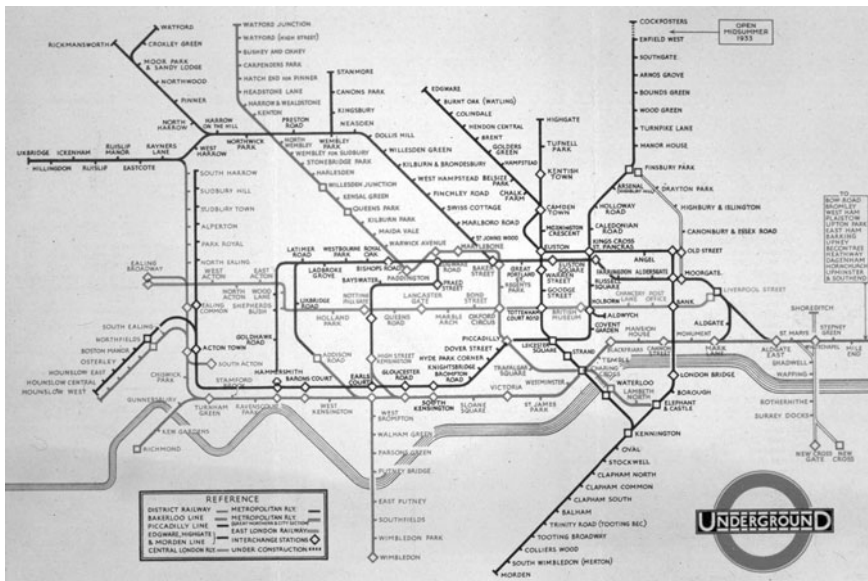 WATFORD
RICKMANSWORTH
CROXLEY GREEN
MOOR PARK
& SANDY LODGE
NORTHWOOD
PINNER
NORTH
HARROW
HARROW
ON THE HILL
WEST HARROW
RAYNERS
LANE
UXBRIDGE
ICKENHAM
RUISLIP
MANOR
HILLINGDON
RUISLIP
EASTCOTE
NORTHWICK
PARK
PRESTON
ROAD
WEMBLEY
PARK
WATFORD JUNCTION
WATFORD (HIGH STREET)
BUSHEY AND OXHEY
CARPENDERS PARK
HATCH END FOR PINNER
HEADSTONE LANE
HARROW & WEALDSTONE
KENTON
NORTH
WEMBLEY
WEMBLEY FOR SUDBURY
STONEBRIDGE PARK
HARLESDEN
WILLESDEN JUNCTION
KENSAL GREEN
QUEENS PARK
KILBURN PARK
MAIDA VALE
WARWICK AVENUE
PADDINGTON
STANMORE
CANONS PARK
KINGSBURY
NEASDEN
DOLLIS HILL
WILLESDEN GREEN
KILBURN & BRONDESBURY
WEST HAMPSTEAD
FINCHLEY ROAD
SWISS COTTAGE
MARLBORO ROAD
ST JOHNS WOOD
EDGWARE
BURNT OAK (WATLING)
COLINDALE
HENDON CENTRAL
BRENT
GOLDERS
GREEN
HAMPSTEAD
BELSIZE
PARK
CHALK
FARM
HIGHGATE
TUFNELL
PARK
KENTISH
TOWN
CAMDEN
TOWN
MORNINGTON
CRESCENT
EUSTON
COCKFOSTERS
ENFIELD WEST
SOUTHGATE
ARNOS GROVE
BOUNDS GREEN
WOOD GREEN
TURNPIKE LANE
MANOR HOUSE
OPEN
MIDSUMMER
1933
FINSBURY PARK
ARSENAL
DRAYTON PARK
HOLLOWAY
ROAD
HIGHBURY & ISLINGTON
CALEDONIAN
ROAD
CANONBURY & ESSEX ROAD
KINGS CROSS
ST. PANCRAS
ANGEL
OLD STREET
MOORGATE
LIVERPOOL STREET
TO
BOW ROAD
BROMLEY
WEST HAM
PLAISTOW
UPTON PARK
EAST HAM
BARKING
UPNEY
BECONTREE
HEATHWAY
DAGENHAM
HORNCHURCH
UPMINSTER
& SOUTHEND
SOUTH HARROW
SUDBURY HILL
SUDBURY TOWN
ALPERTON
PARK ROYAL
NORTH EALING
EALING
BROADWAY
WEST
ACTON
EAST
ACTON
NORTH
ACTON
WOOD
LANE
EALING
COMMON
SHEPHERDS
BUSH
LATIMER
ROAD
WESTBOURNE
PARK
ROYAL
OAK
LADBROKE
GROVE
BISHOPS ROAD
EDGWARE
ROAD
MARYLEBONE
BAKER
STREET
GREAT
PORTLAND
ST
REGENTS
PARK
EUSTON
SQUARE
WARREN
STREET
GOODGE
STREET
BAYSWATER
PRAED
STREET
UXBRIDGE
ROAD
NOTTING
HILL GATE
HOLLAND
PARK
QUEENS
ROAD
LANCASTER
GATE
MARBLE
ARCH
BOND
STREET
OXFORD
CIRCUS
TOTTENHAM
COURT ROAD
BRITISH
MUSEUM
HOLBORN
RUSSELL
SQUARE
FARRINGDON
ALDERSGATE
CHANCERY
LANE
POST
OFFICE
BANK
ALDWYCH
COVENT
GARDEN
LEICESTER
SQUARE
STRAND
MANSION
HOUSE
MONUMENT
BLACKFRIARS
CANNON
STREET
MARK
LANE
ALDGATE
ALDGATE
EAST
ST MARYS
SHOREDITCH
STEPNEY
GREEN
MILE
END
WHITECHAPEL
SHADWELL
WAPPING
ROTHERHITHE
SURREY DOCKS
NEW CROSS
GATE
NEW
CROSS
SOUTH EALING
NORTHFIELDS
BOSTON MANOR
OSTERLEY
HOUNSLOW EAST
HOUNSLOW CENTRAL
HOUNSLOW WEST
ACTON TOWN
SOUTH ACTON
CHISWICK
PARK
GUNNERSBURY
KEW GARDENS
RICHMOND
GOLDHAWK
ROAD
HAMMERSMITH
STAMFORD
BROOK
TURNHAM
GREEN
RAVENSCOURT
PARK
BARONS COURT
WEST
KENSINGTON
ADDISON
ROAD
EARLS
COURT
HIGH STREET
KENSINGTON
GLOUCESTER
ROAD
SOUTH
KENSINGTON
KNIGHTSBRIDGE
BROMPTON
ROAD
HYDE PARK CORNER
DOVER STREET
PICCADILLY
TRAFALGAR
SQUARE
SLOANE
SQUARE
VICTORIA
ST. JAMES
PARK
WESTMINSTER
CHARING
CROSS
TEMPLE
WATERLOO
LAMBETH
NORTH
LONDON BRIDGE
BOROUGH
ELEPHANT
& CASTLE
KENNINGTON
OVAL
STOCKWELL
CLAPHAM NORTH
CLAPHAM COMMON
CLAPHAM SOUTH
BALHAM
TRINITY ROAD (TOOTING BEC)
TOOTING BROADWAY
COLLIERS WOOD
SOUTH WIMBLEDON (MERTON)
MORDEN
WEST
BROMPTON
WALHAM GREEN
PARSONS GREEN
PUTNEY BRIDGE
EAST PUTNEY
SOUTHFIELDS
WIMBLEDON PARK
WIMBLEDON
REFERENCE
DISTRICT RAILWAY
BAKERLOO LINE
PICCADILLY LINE
EDGWARE, HIGHGATE
& MORDEN LINE
CENTRAL LONDON RLY.
METROPOLITAN RLY.
METROPOLITAN RLY.
(GREAT NORTHERN & CITY SECTION)
EAST LONDON RAILWAY
INTERCHANGE STATIONS
UNDER CONSTRUCTION
UNDERGROUND